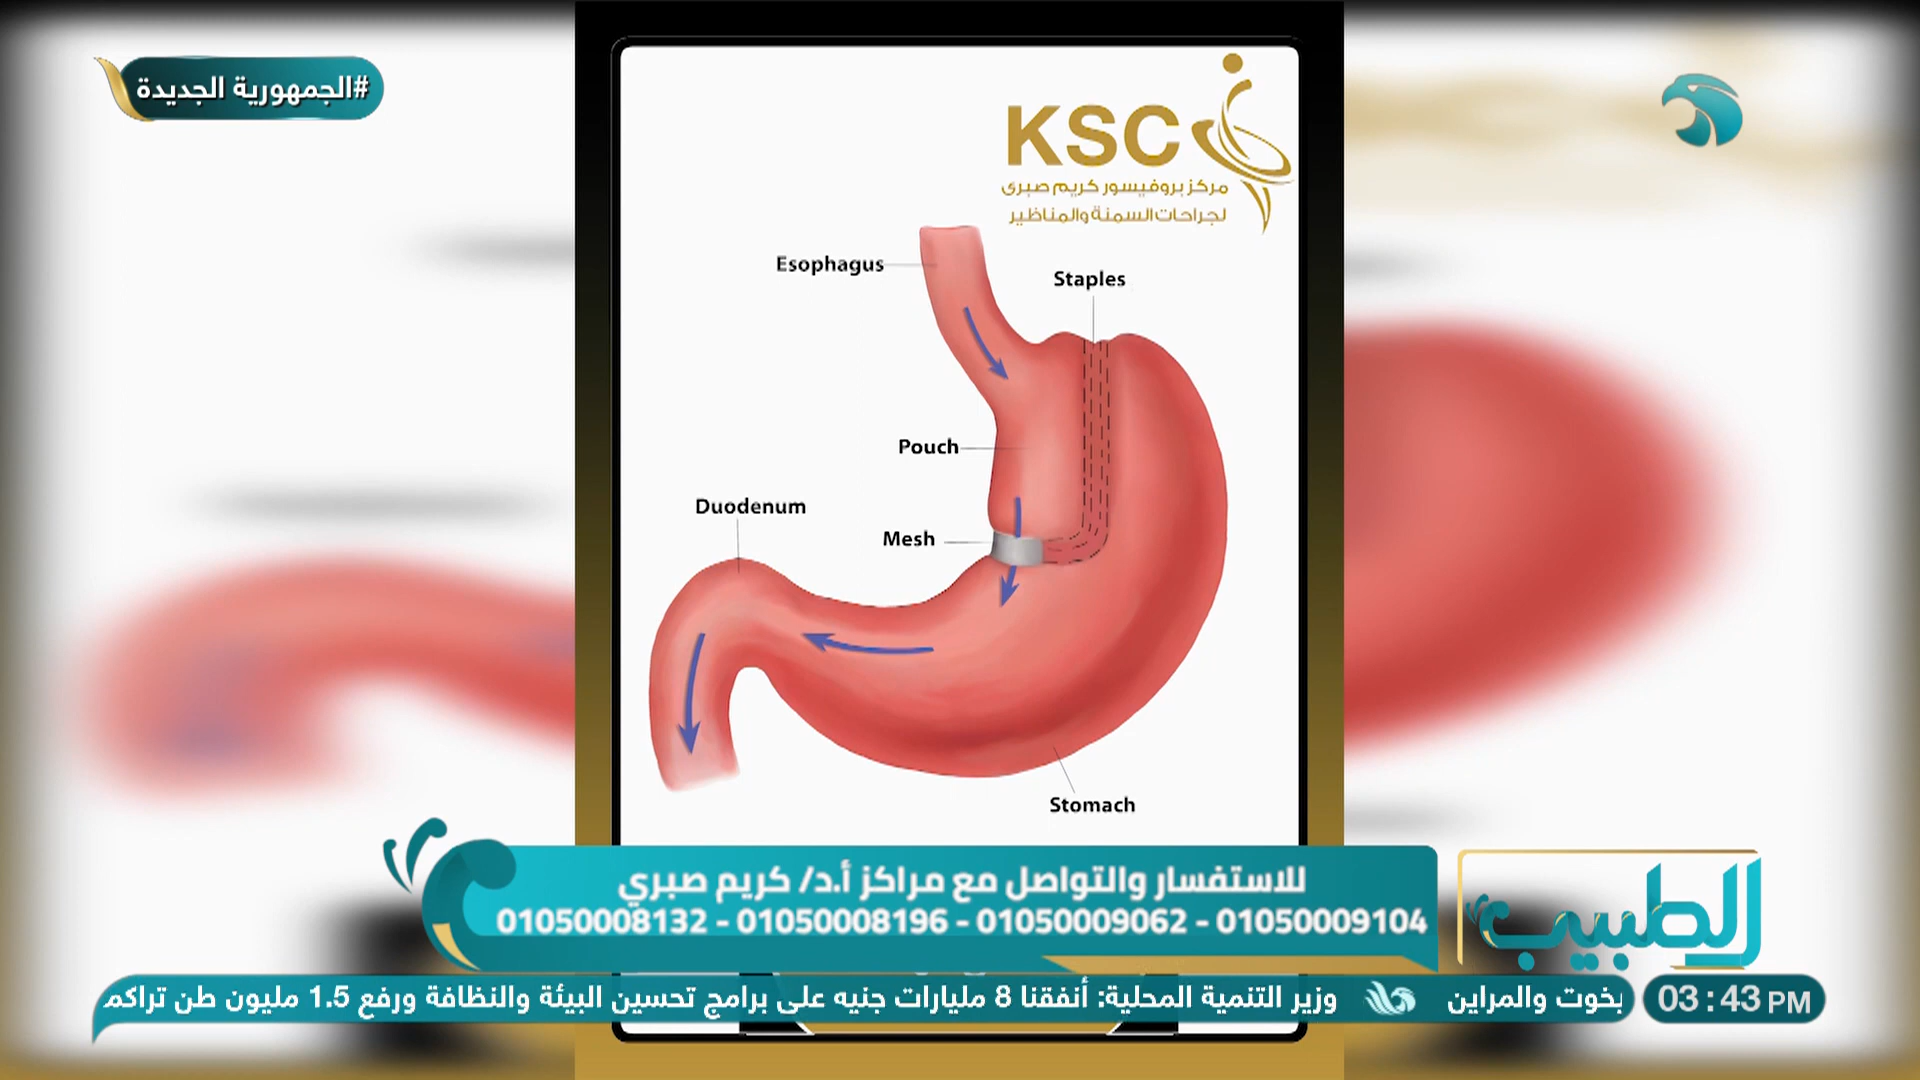 #الجمهورية الجديدة
KSC
مركز بروفيسور كريم صبرى
لجراحات السمنة والمناظير
Esophagus
Staples
Pouch
Duodenum
Mesh
Stomach
للاستفسار والتواصل مع مراكز أ.د/ كريم صبري
01050009104 - 01050009062 - 01050008196 - 01050008132
الطبيب
بخوت والمراين
وزير التنمية المحلية: أنفقنا 8 مليارات جنيه على برامج تحسين البيئة والنظافة ورفع 1.5 مليون طن تراكم
03:43 PM